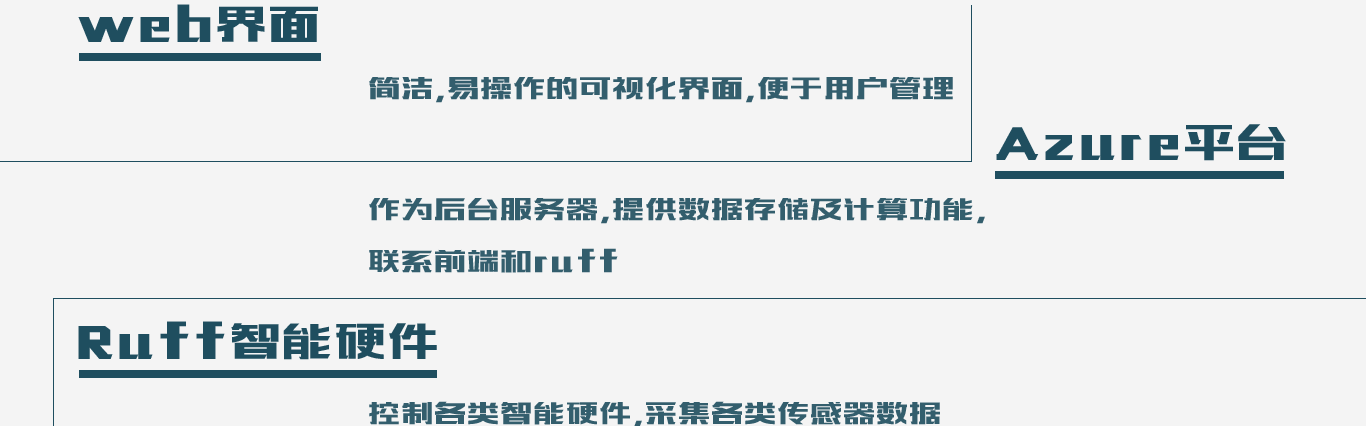 web界面
简洁,易操作的可视化界面,便于用户管理
Azure平台
作为后台服务器,提供数据存储及计算功能,
联系前端和ruff
Ruff智能硬件
控制各类智能硬件,采集各类传感器数据